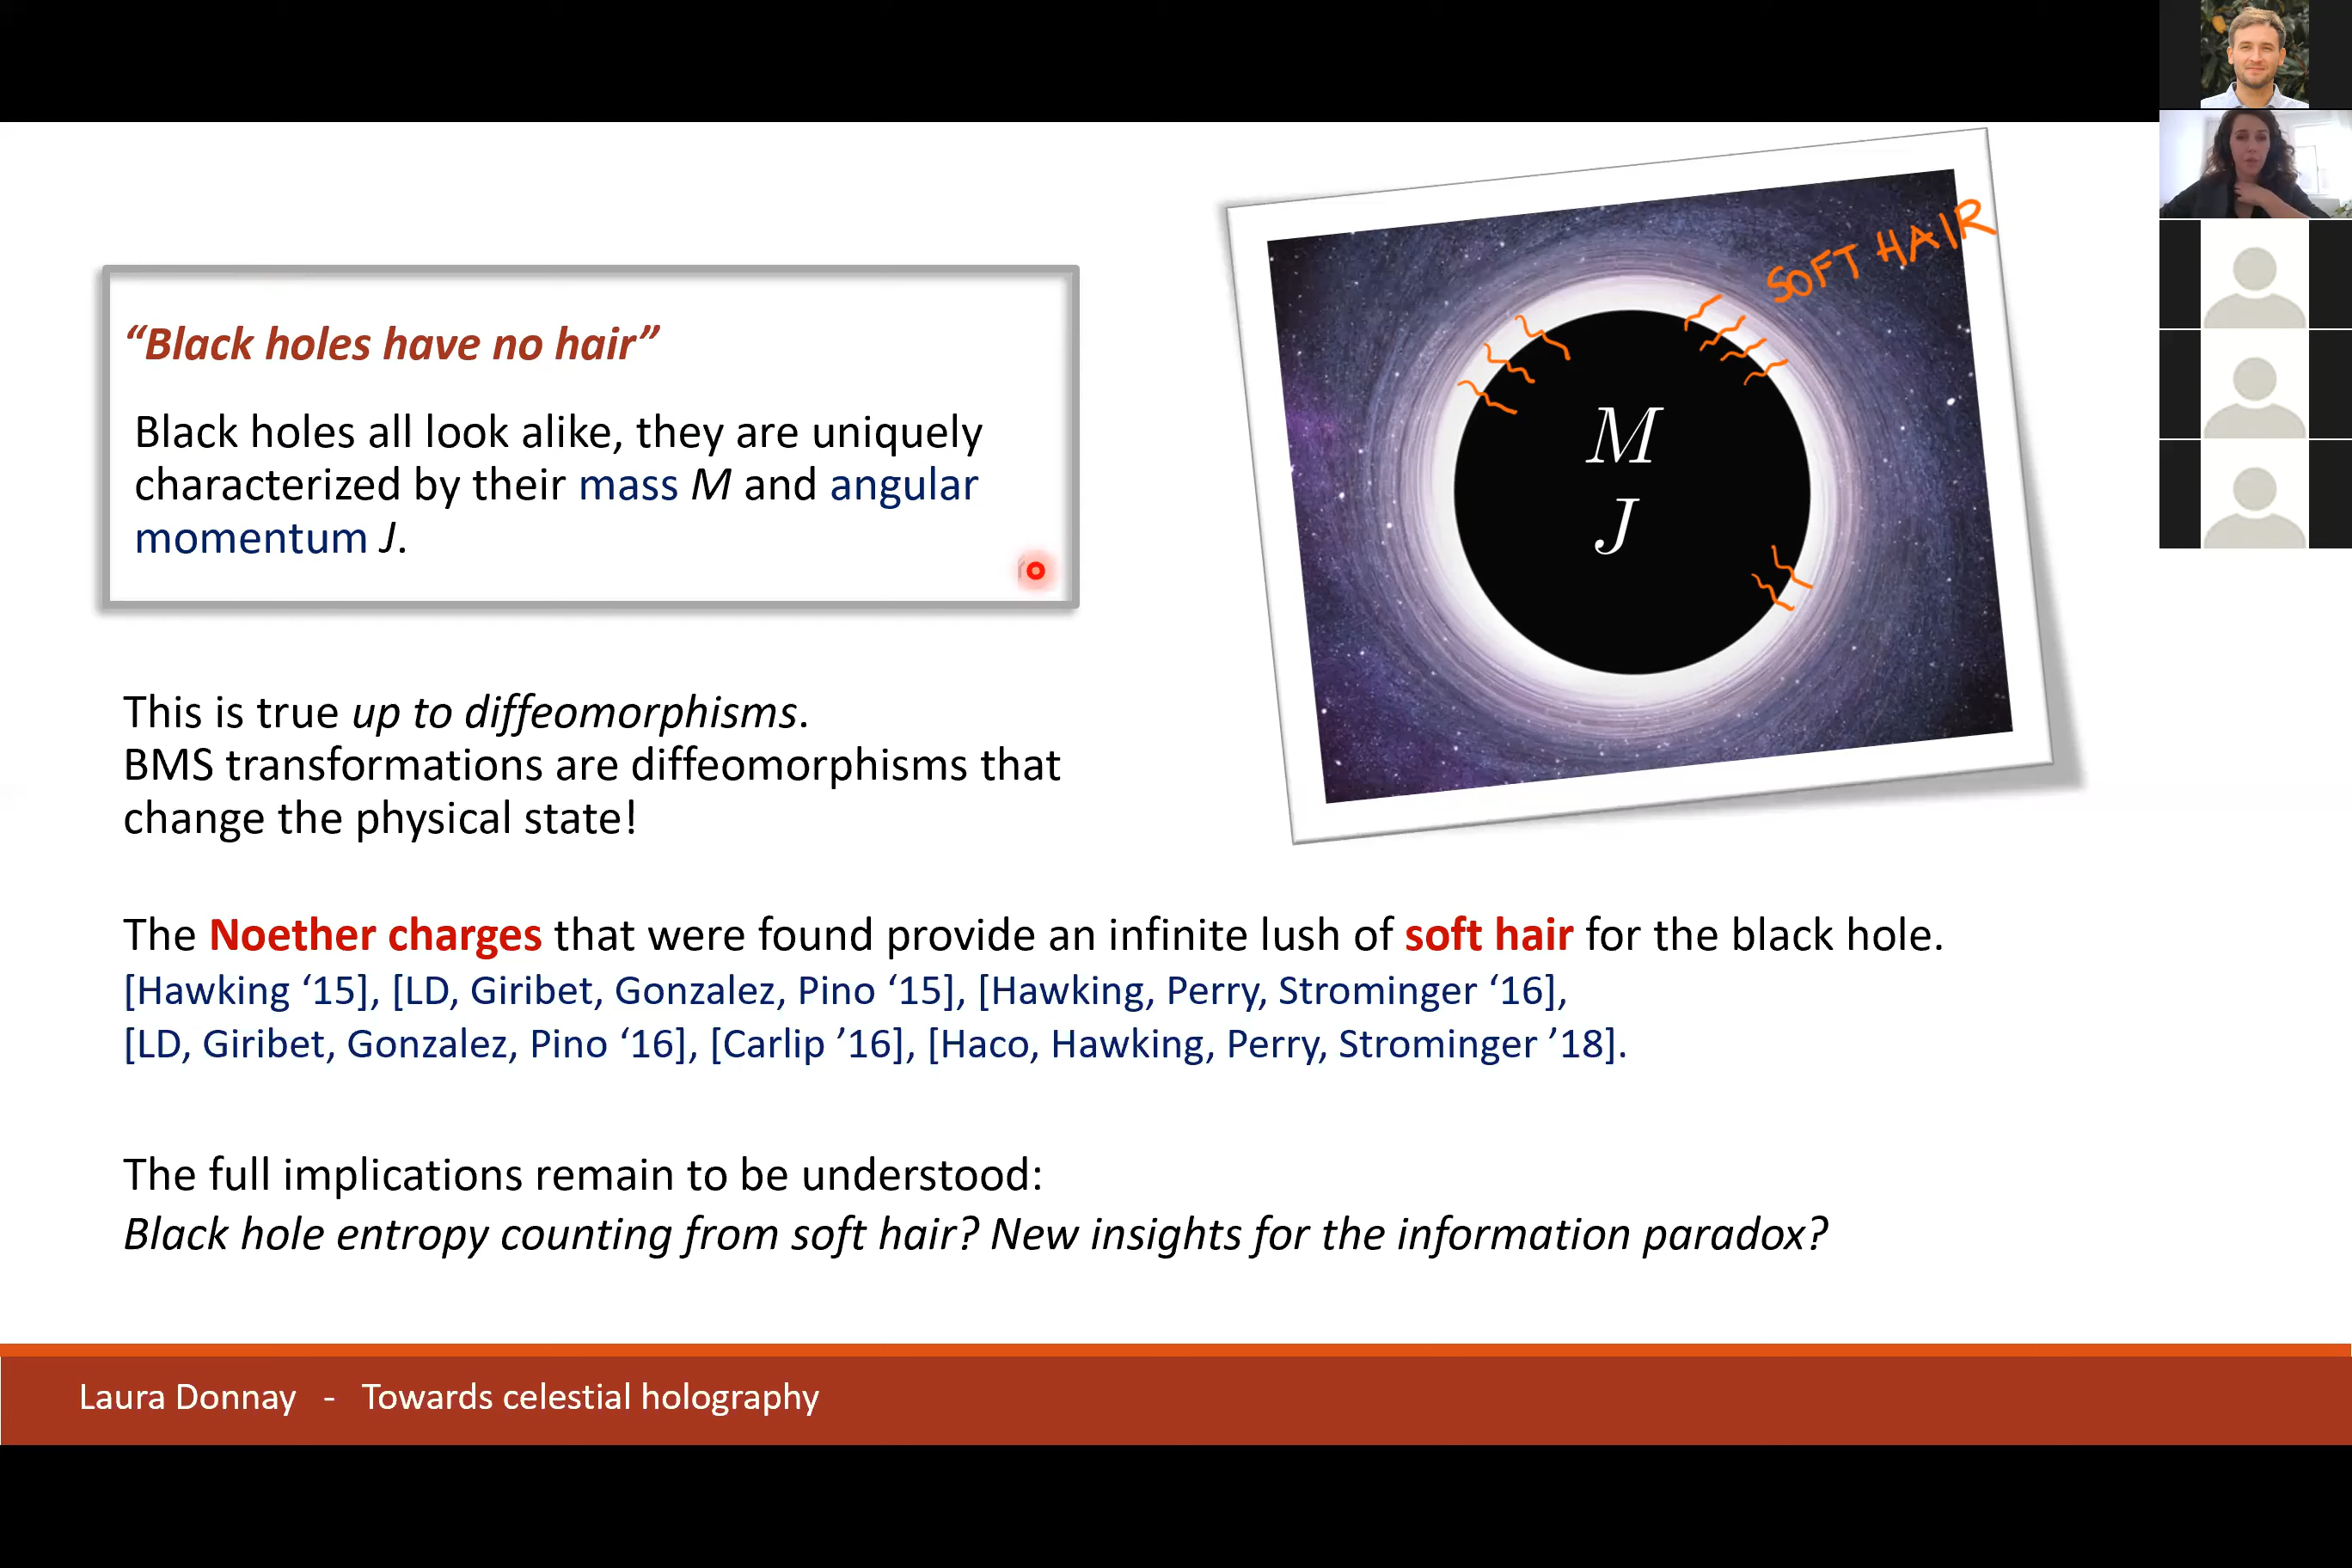 “Black holes have no hair”
Black holes all look alike, they are uniquely
characterized by their mass M and angular
momentum J.
SOFT HAIR
M
J
This is true up to diffeomorphisms.
BMS transformations are diffeomorphisms that
change the physical state!
The Noether charges that were found provide an infinite lush of soft hair for the black hole.
[Hawking ‘15], [LD, Giribet, Gonzalez, Pino ‘15], [Hawking, Perry, Strominger ‘16],
[LD, Giribet, Gonzalez, Pino ‘16], [Carlip ’16], [Haco, Hawking, Perry, Strominger ’18].
The full implications remain to be understood:
Black hole entropy counting from soft hair? New insights for the information paradox?
Laura Donnay - Towards celestial holography